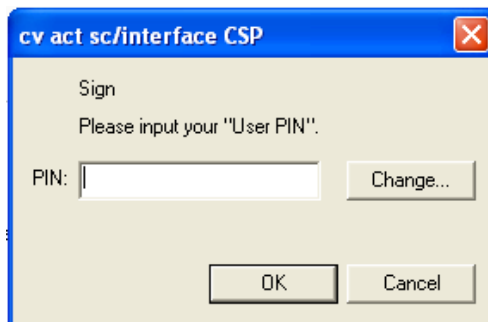 cv act sc/interface CSP
Sign
Please input your "User PIN".
PIN: Change...
OK Cancel